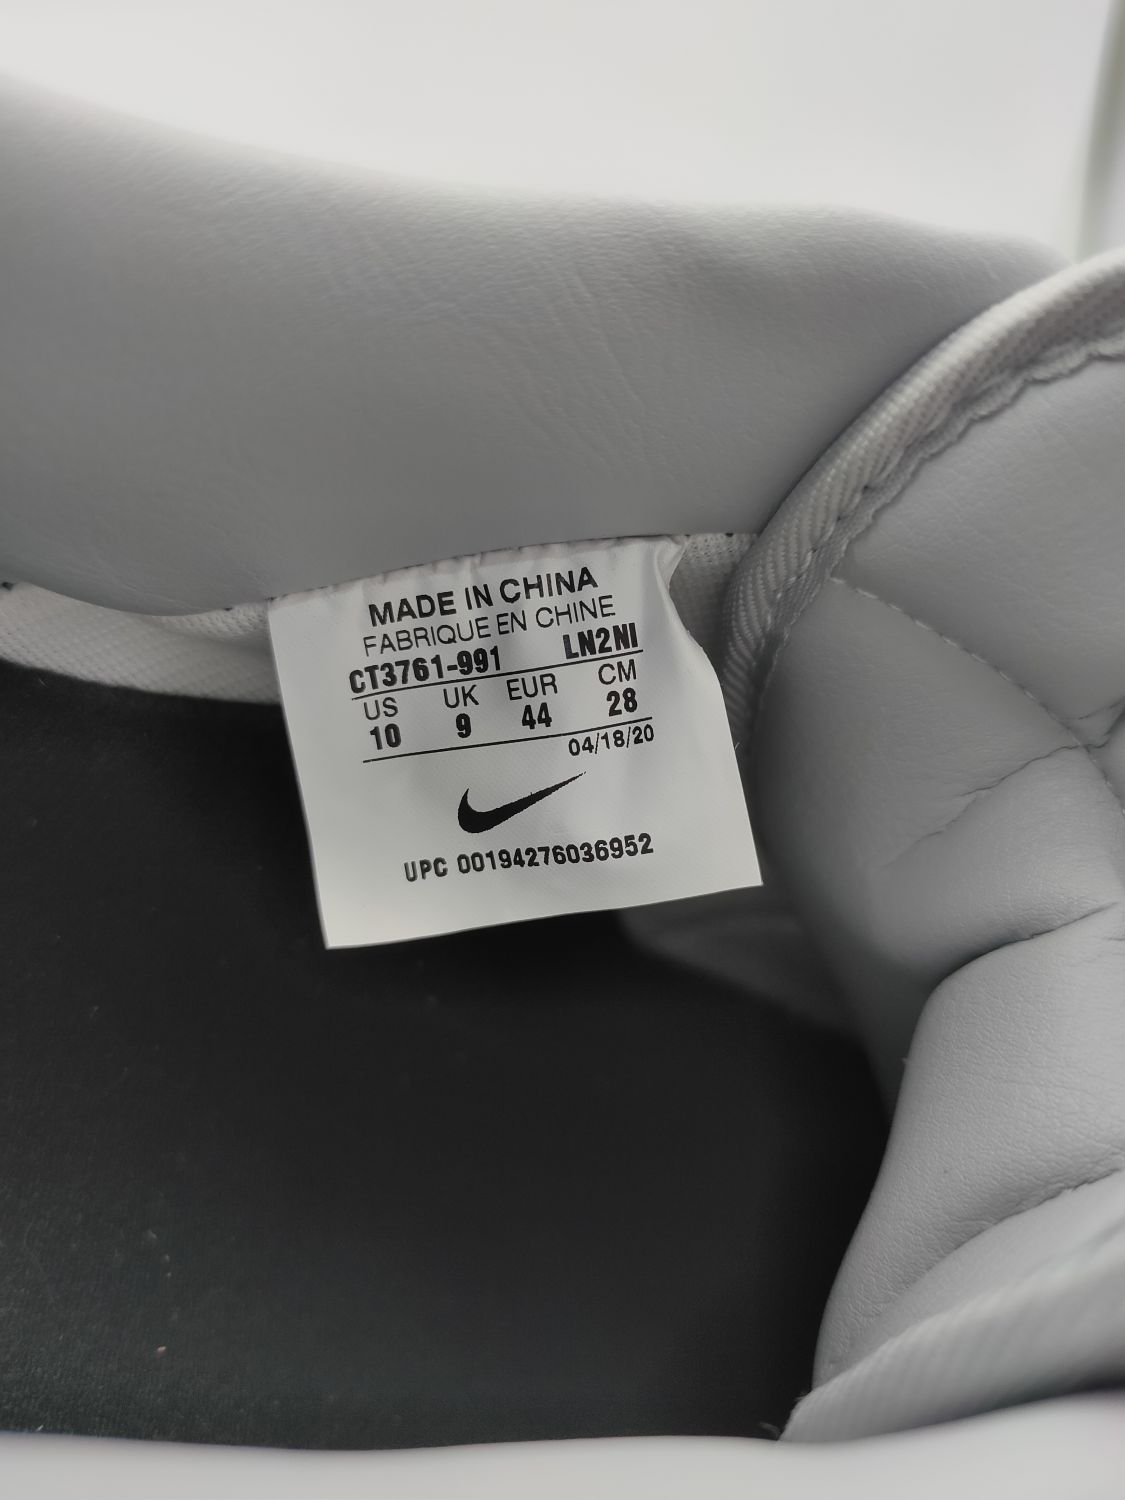 MADE IN CHINA
FABRIQUE EN CHINE
CT3761-991 LN2NI
US UK EUR CM
10 9 44 28
04/18/20
UPC 00194276036952